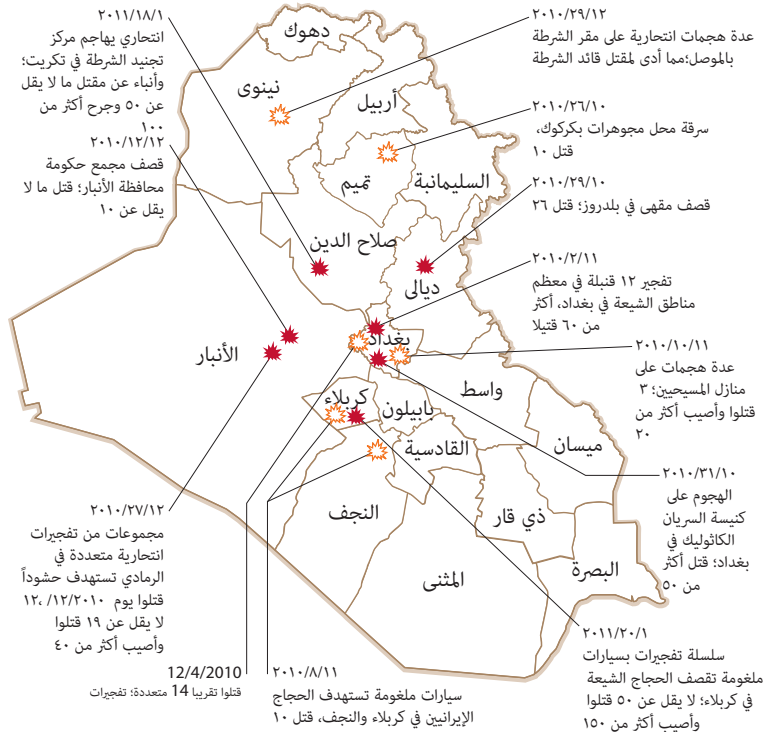 ٢٠١١/١٨/١
انتحاري يهاجم مركز
تجنيد الشرطة في تكريت؛
وأنباء عن مقتل ما لا يقل
عن ٥٠ وجرح أكثر من
١٠٠
٢٠١٠/١٢/١٢
قصف مجمع حكومة
محافظة الأنبار؛ قتل ما لا
يقل عن ١٠
٢٠١٠/٢٩/١٢
عدة هجمات انتحارية على مقر الشرطة
بالموصل؛مما أدى لمقتل قائد الشرطة
٢٠١٠/٢٦/١٠
سرقة محل مجوهرات بكركوك،
قتل ١٠
٢٠١٠/٢٩/١٠
قصف مقهى في بلدروز؛ قتل ٢٦
٢٠١٠/٢/١١
تفجير ١٢ قنبلة في معظم
مناطق الشيعة في بغداد، أكثر
من ٦٠ قتيلا
٢٠١٠/١٠/١١
عدة هجمات على
منازل المسيحيين؛ ٣
قتلوا وأصيب أكثر من
٢٠
٢٠١٠/٣١/١٠
الهجوم على
كنيسة السريان
الكاثوليك في
بغداد؛ قتل أكثر
من ٥٠
٢٠١١/٢٠/١
سلسلة تفجيرات بسيارات
ملغومة تقصف الحجاج الشيعة
في كربلاء؛ لا يقل عن ٥٠ قتلوا
وأصيب أكثر من ١٥٠
٢٠١٠/٨/١١
سيارات ملغومة تستهدف الحجاج
الإيرانيين في كربلاء والنجف، قتل ١٠
12/4/2010
قتلوا تقريبا 14 متعددة؛ تفجيرات
٢٠١٠/٢٧/١٢
مجموعات من تفجيرات
انتحارية متعددة في
الرمادي تستهدف حشوداً
قتلوا يوم ١٢/٢٠١٠/ ،١٢
لا يقل عن ١٩ قتلوا
وأصيب أكثر من ٤٠
دهوك
نينوى
أربيل
تميم
السليمانبة
صلاح الدين
ديالى
بغداد
الأنبار
واسط
كربلاء
بابيلون
القادسية
ميسان
النجف
ذي قار
المثنى
البصرة